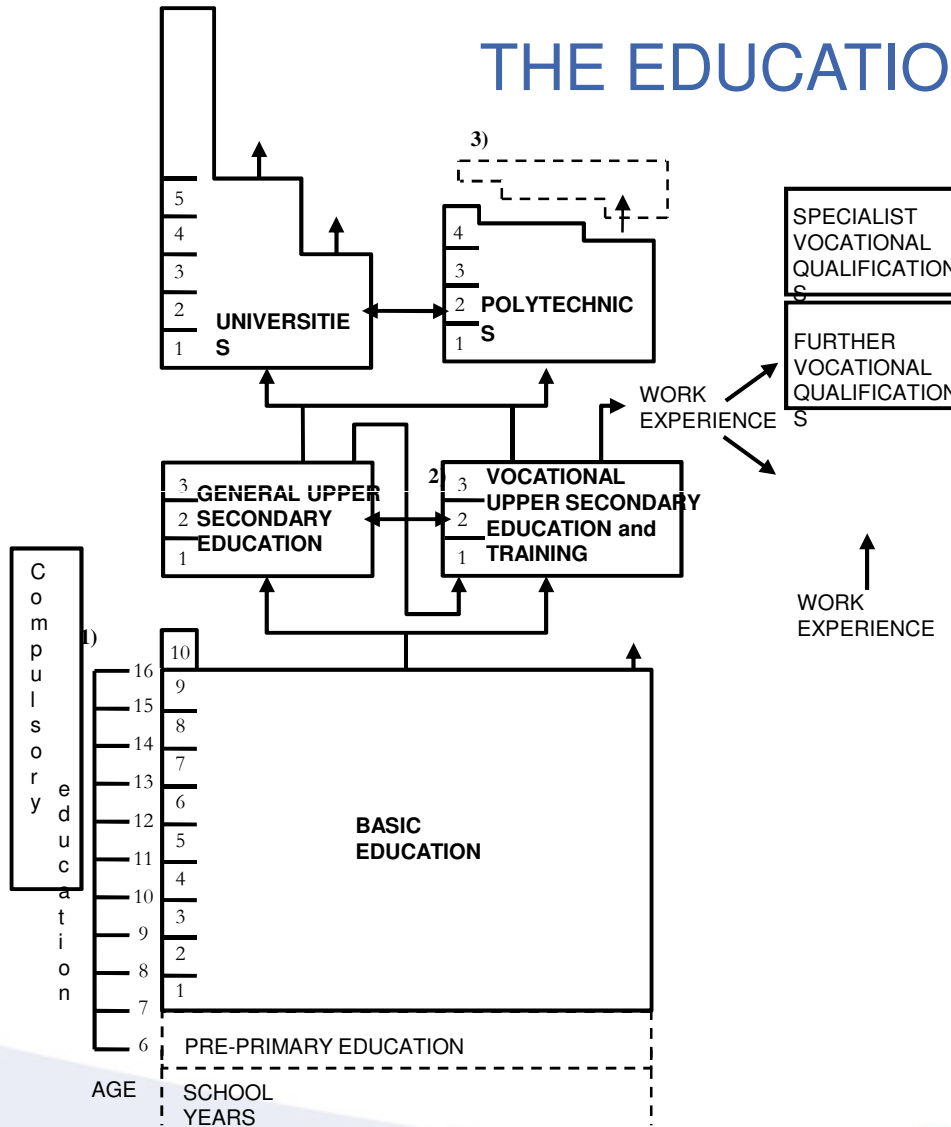 THE EDUCATIO
3)
5
4
3
2
1
UNIVERSITIE
S
4
3
2
1
POLYTECHNIC
S
SPECIALIST
VOCATIONAL
QUALIFICATION
S
FURTHER
VOCATIONAL
QUALIFICATION
S
WORK
EXPERIENCE
3
2
1
GENERAL UPPER
SECONDARY
EDUCATION
2)
3
2
1
VOCATIONAL
UPPER SECONDARY
EDUCATION and
TRAINING
WORK
EXPERIENCE
Compulsory
education
1)
16
15
14
13
12
11
10
9
8
7
6
10
9
8
7
6
5
4
3
2
1
BASIC
EDUCATION
PRE-PRIMARY EDUCATION
AGE
SCHOOL
YEARS